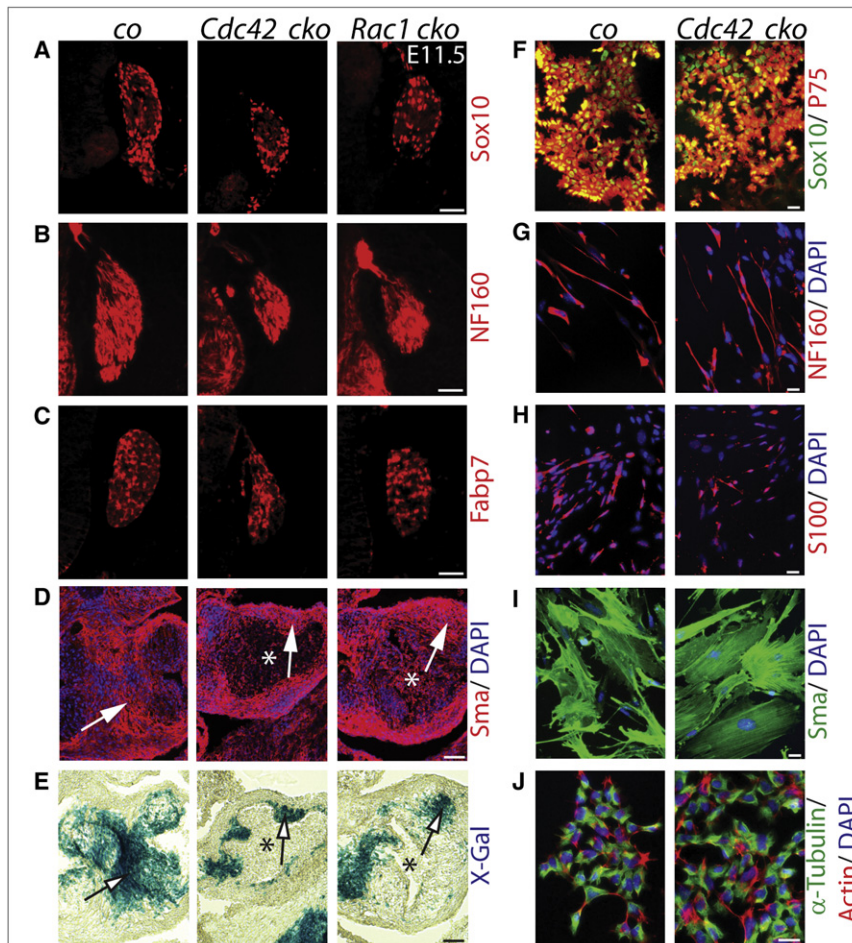 co Cdc42 cko Rac1 cko
co Cdc42 cko
A
E11.5
Sox10
B
NF160
C
Fabp7
D
* *
Sma/ DAPI
E
* *
X-Gal
F
Sox10/ P75
G
NF160/ DAPI
H
S100/ DAPI
I
Sma/ DAPI
J
α-Tubulin/
Actin/ DAPI